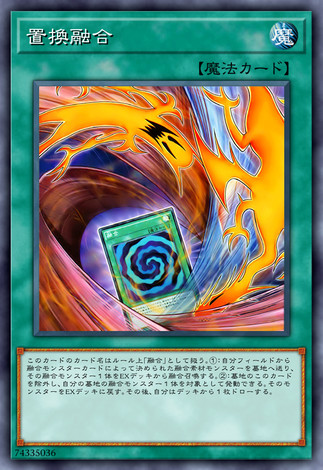 置換融合
魔
【魔法カード】
融合
このカードのカード名はルール上「融合」として扱う。①:自分フィールドから
融合モンスターカードによって決められた融合素材モンスターを墓地へ送り、
その融合モンスター1体をEXデッキから融合召喚する。②:墓地のこのカード
を除外し、自分の墓地の融合モンスター1体を対象として発動できる。そのモ
ンスターをEXデッキに戻す。その後、自分はデッキから1枚ドローする。
74335036